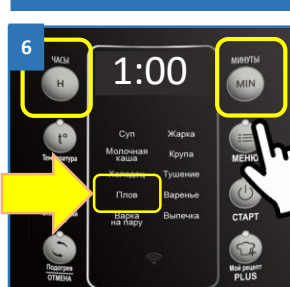 6
ЧАСЫ
H
1:00
МИНУТЫ
MIN
t°
Температура
Суп
Жарка
Молочная каша
Крупа
МЕНЮ
Холодец
Тушение
Плов
Варенье
Варка на пару
Выпечка
СТАРТ
Подогрев
ОТМЕНА
Мой рецепт
PLUS